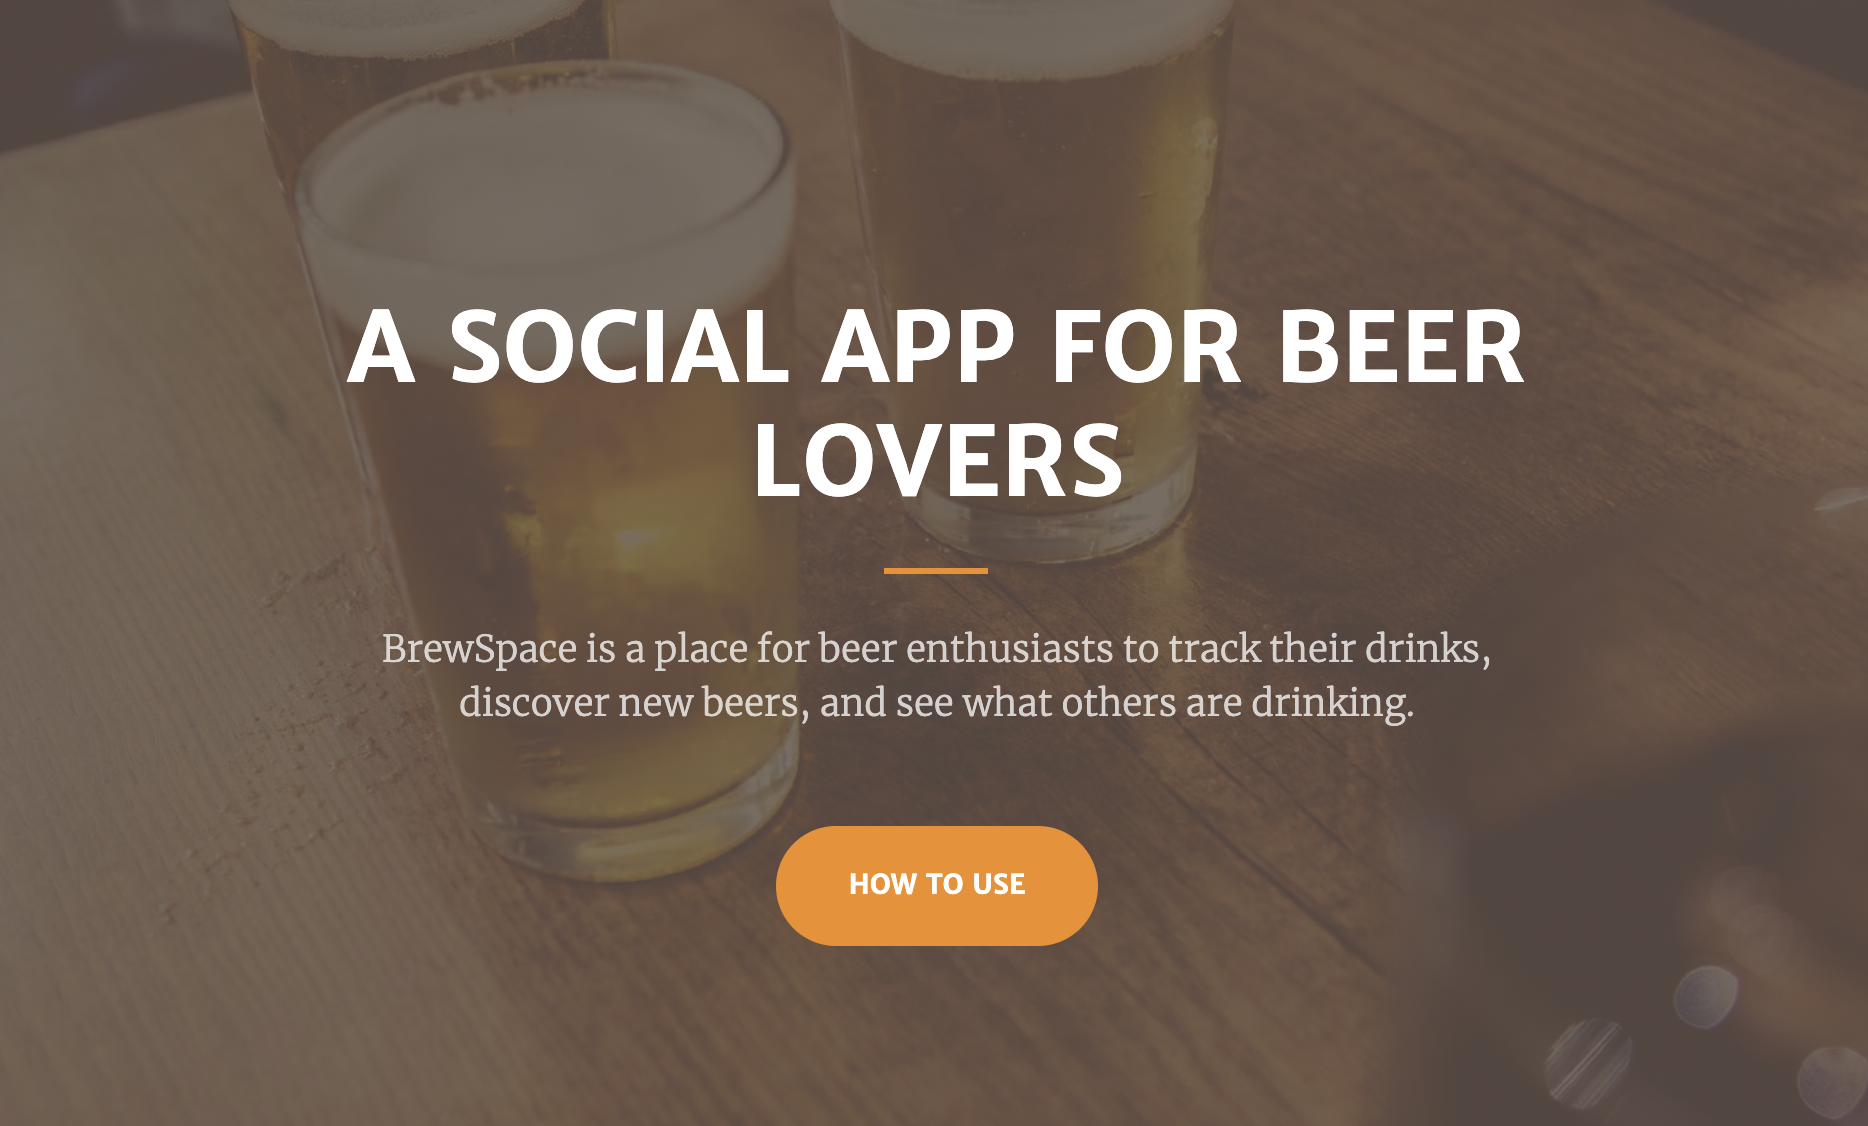 A SOCIAL APP FOR BEER
LOVERS
BrewSpace is a place for beer enthusiasts to track their drinks,
discover new beers, and see what others are drinking.
HOW TO USE